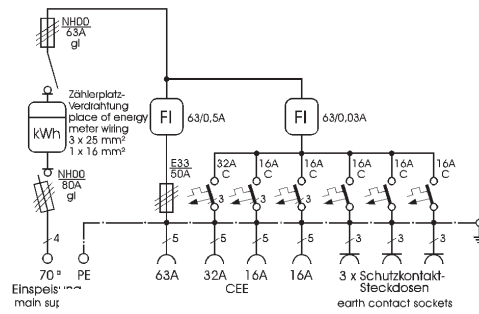 NH00
63A
gl
Zählerplatz-
Verdrahtung
place of energy
meter wiring
3 x 25 mm²
1 x 16 mm²
kWh
NH00
80A
gl
FI
63/0,5A
FI
63/0,03A
E33
50A
32A
C
16A
C
16A
C
16A
C
16A
C
16A
C
3
3
3
3
3
3
4
5
5
5
5
3
3
3
70
PE
63A
32A
16A
16A
CEE
3 x Schutzkontakt-
Steckdosen
earth contact sockets
main